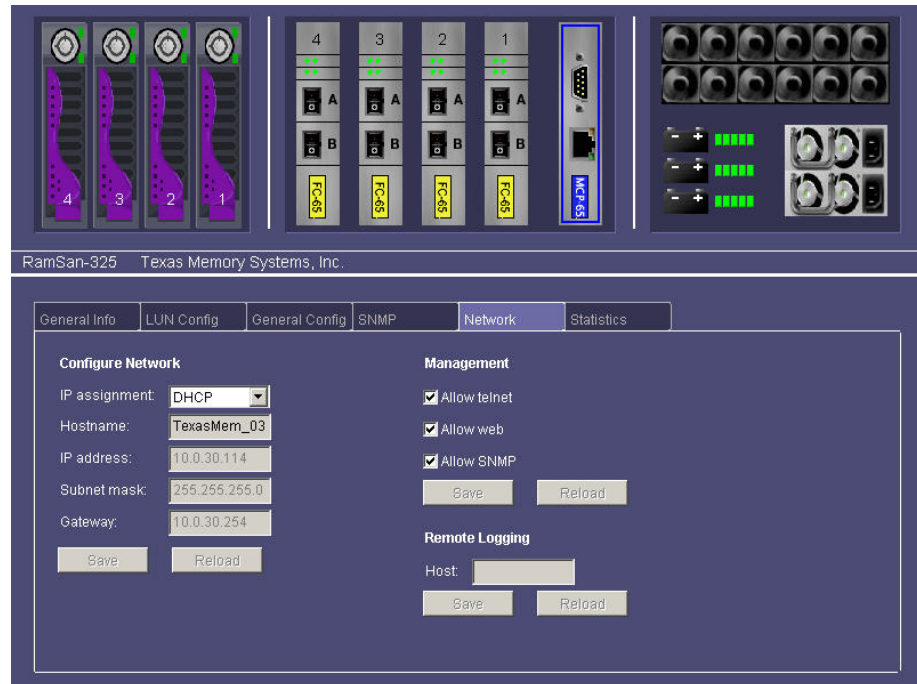 4 3 2 1
A A A A
B B B B
4 3 2 1
FC-65 FC-65 FC-65 FC-65 MCP-65
- +
- +
- +
RamSan-325 Texas Memory Systems, Inc.
General Info LUN Config General Config SNMP Network Statistics
Configure Network
IP assignment: DHCP
Hostname: TexasMem_03
IP address: 10.0.30.114
Subnet mask: 255.255.255.0
Gateway: 10.0.30.254
Save Reload
Management
Allow telnet
Allow web
Allow SNMP
Save Reload
Remote Logging
Host:
Save Reload